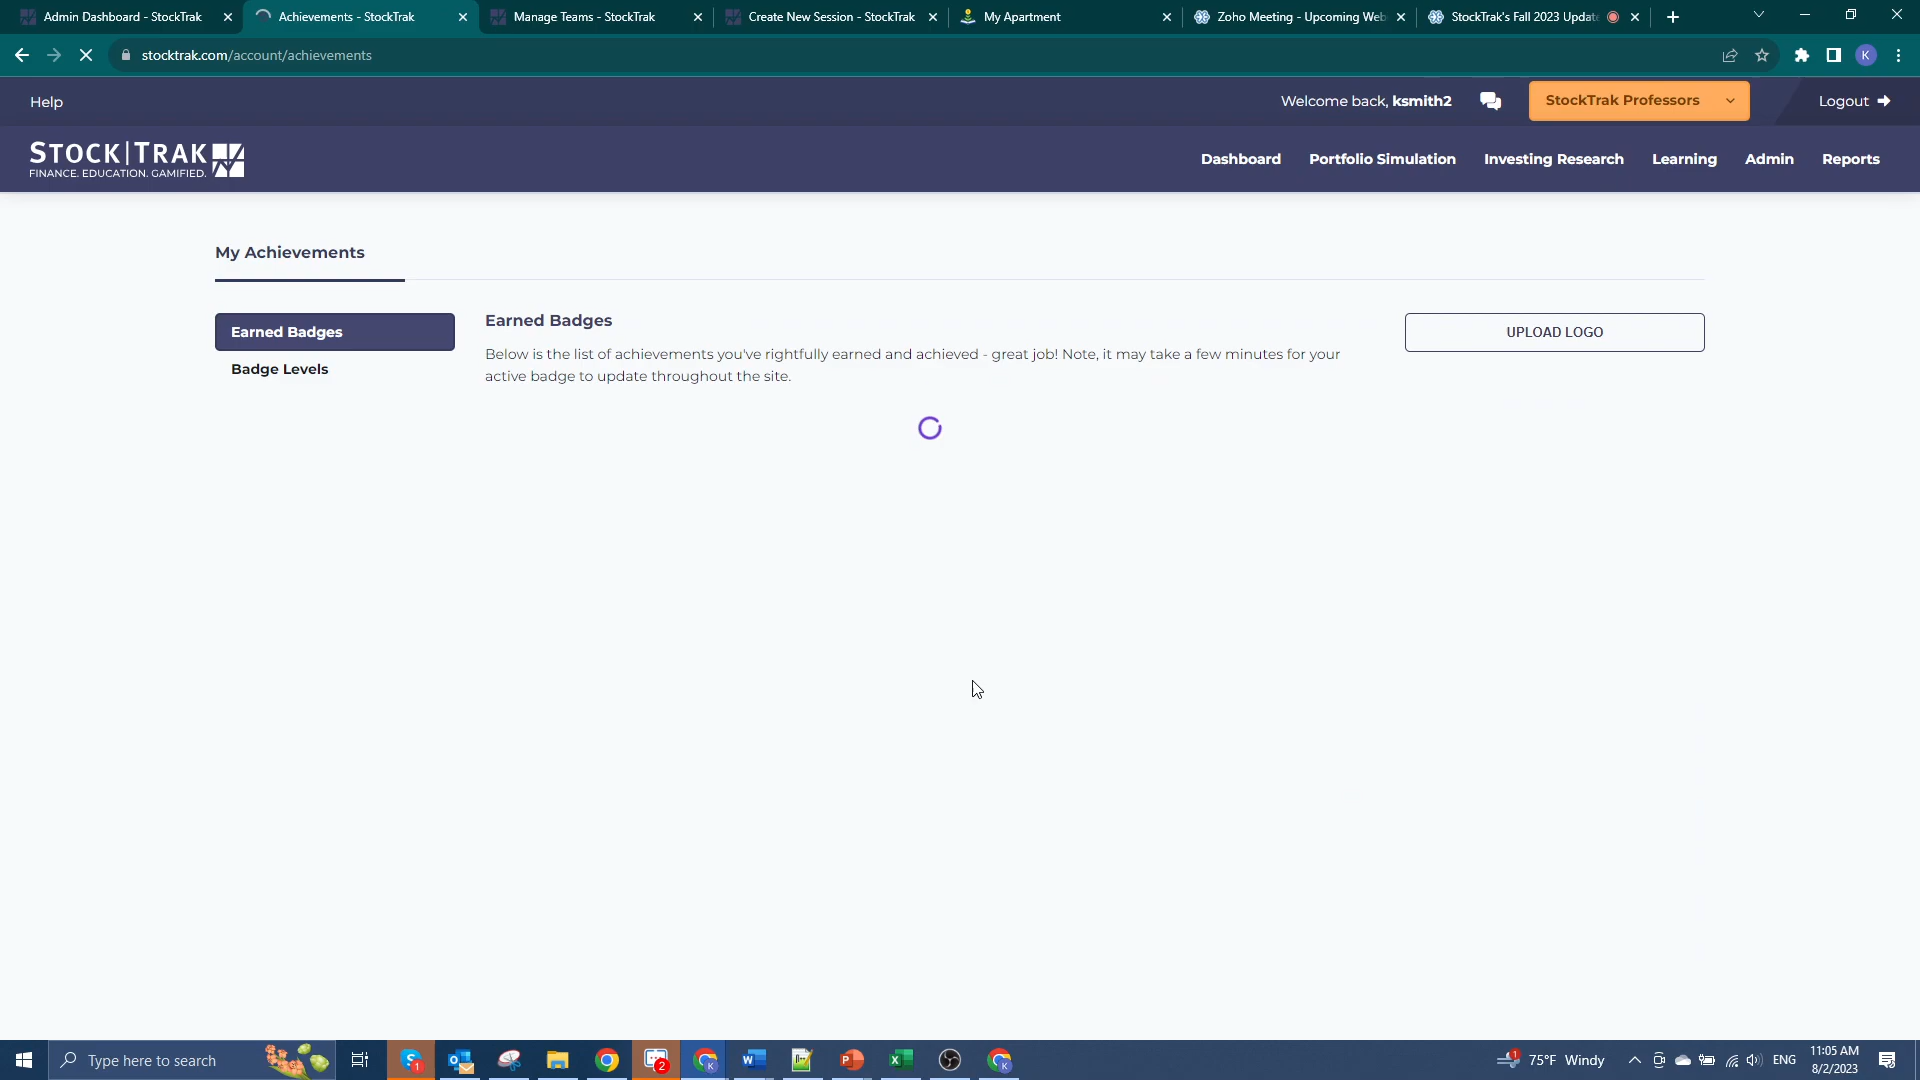 Admin Dashboard - StockTrak
Achievements - StockTrak
Manage Teams - StockTrak
Create New Session - StockTrak
My Apartment
Zoho Meeting - Upcoming Web
StockTrak's Fall 2023 Update
stocktrak.com/account/achievements
K
Help
Welcome back, ksmith2
StockTrak Professors
Logout
STOCK|TRAK
FINANCE. EDUCATION. GAMIFIED.
Dashboard
Portfolio Simulation
Investing Research
Learning
Admin
Reports
My Achievements
Earned Badges
Badge Levels
Earned Badges
Below is the list of achievements you've rightfully earned and achieved - great job! Note, it may take a few minutes for your
active badge to update throughout the site.
UPLOAD LOGO
Type here to search
75°F Windy
ENG
11:05 AM
8/2/2023